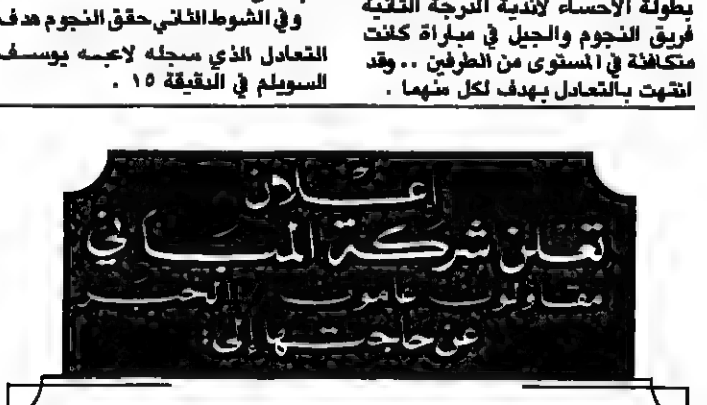 بطولة الاحساء لأندية الدرجة الثانية
فريق النجوم والجيل في مباراة كانت
متكافئة في المستوى من الطرفين .. وقد
انتهت بالتعادل بهدف لكل منهما .
وفي الشوط الثاني حقق النجوم هدف
التعادل الذي سجله لاعبه يوسف
السويلم في الدقيقة ١٥ .
إعلان
تعلن شركة المباني
مقاولون عامون / الخبر
عن حاجتها إلى: